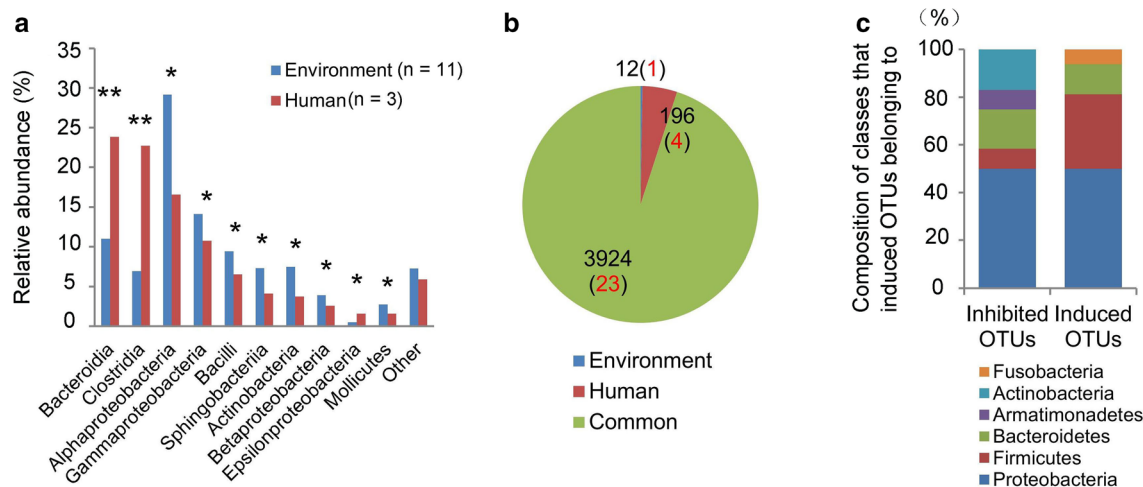 a
Relative abundance (%)
35
30
25
20
15
10
5
0
**
**
*
*
*
*
*
*
*
*
Environment (n = 11)
Human (n = 3)
Bacteroidia
Clostridia
Alphaproteobacteria
Gammaproteobacteria
Bacilli
Sphingobacteriia
Actinobacteria
Betaproteobacteria
Epsilonproteobacteria
Mollicutes
Other
b
12(1)
196
(4)
3924
(23)
Environment
Human
Common
c
(%)
Composition of classes that
induced OTUs belonging to
100
80
60
40
20
0
Inhibited
OTUs
Induced
OTUs
Fusobacteria
Actinobacteria
Armatimonadetes
Bacteroidetes
Firmicutes
Proteobacteria